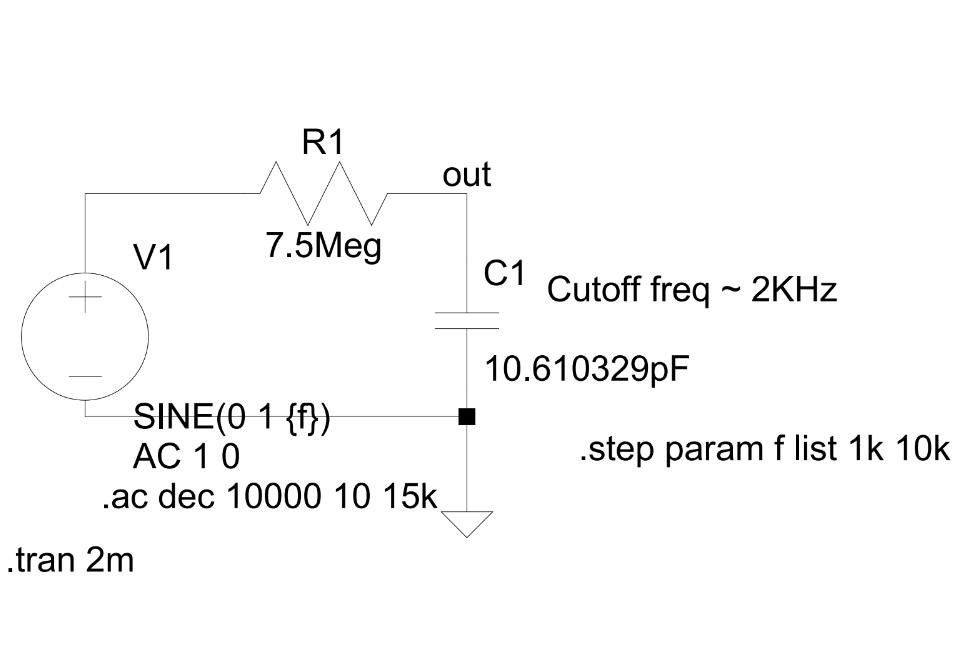 R1
out
7.5Meg
V1
C1
Cutoff freq ~ 2KHz
10.610329pF
SINE(0 1 {f})
AC 1 0
.step param f list 1k 10k
.ac dec 10000 10 15k
.tran 2m